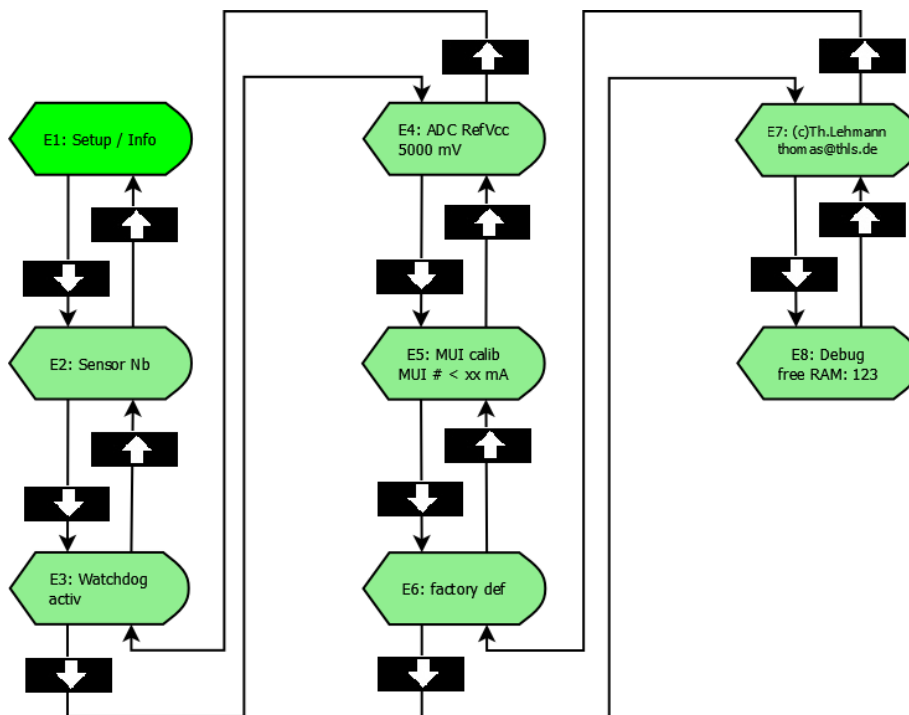 E1: Setup / Info
E2: Sensor Nb
E3: Watchdog
activ
E4: ADC RefVcc
5000 mV
E5: MUI calib
MUI # < xx mA
E6: factory def
E7: (c)Th.Lehmann
thomas@thls.de
E8: Debug
free RAM: 123